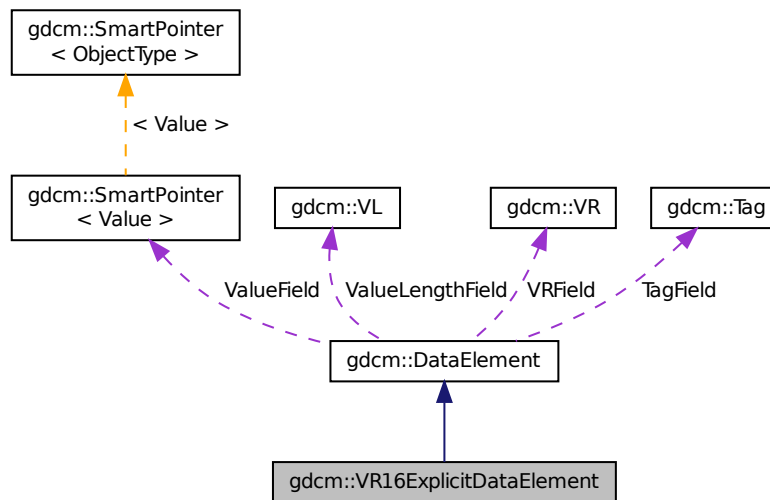 gdcm::SmartPointer
< ObjectType >
< Value >
gdcm::SmartPointer
< Value >
gdcm::VL
gdcm::VR
gdcm::Tag
ValueField
ValueLengthField
VRField
TagField
gdcm::DataElement
gdcm::VR16ExplicitDataElement